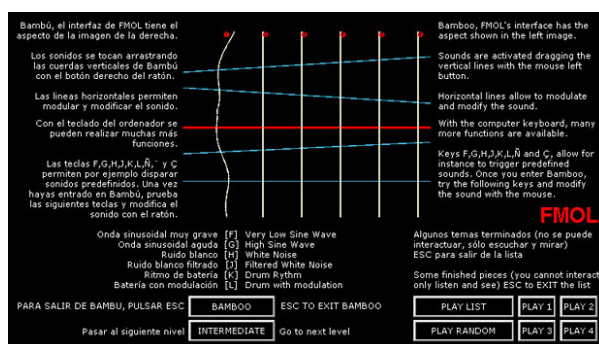 Bambú, el interfaz de FMOL tiene el
aspecto de la imagen de la derecha.
Los sonidos se tocan arrastrando
las cuerdas verticales de Bambú
con el botón derecho del ratón.
Las lineas horizontales permiten
modular y modificar el sonido.
Con el teclado del ordenador se
pueden realizar muchas más
funciones.
Las teclas F,G,H,J,K,L,Ñ,¨ y Ç
permiten por ejemplo disparar
sonidos predefinidos. Una vez
hayas entrado en Bambú, prueba
las siguientes teclas y modifica el
sonido con el ratón.
Bamboo, FMOL's interface has the
aspect shown in the left image.
Sounds are activated dragging the
vertical lines with the mouse left
button.
Horizontal lines allow to modulate
and modify the sound.
With the computer keyboard, many
more functions are available.
Keys F,G,H,J,K,L,Ñ and Ç, allow for
instance to trigger predefined
sounds. Once you enter Bamboo,
try the following keys and modify
the sound with the mouse.
FMOL
Onda sinusoidal muy grave [F] Very Low Sine Wave
Onda sinusoidal aguda [G] High Sine Wave
Ruido blanco [H] White Noise
Ruido blanco filtrado [J] Filtered White Noise
Ritmo de batería [K] Drum Rythm
Batería con modulación [L] Drum with modulation
Algunos temas terminados (no se puede
interactuar, sólo escuchar y mirar)
ESC para salir de la lista
Some finished pieces (you cannot interact
only listen and see) ESC to EXIT the list
PARA SALIR DE BAMBU, PULSAR ESC BAMBOO ESC TO EXIT BAMBOO
PLAY LIST PLAY 1 PLAY 2
Pasar al siguiente nivel INTERMEDIATE Go to next level
PLAY RANDOM PLAY 3 PLAY 4